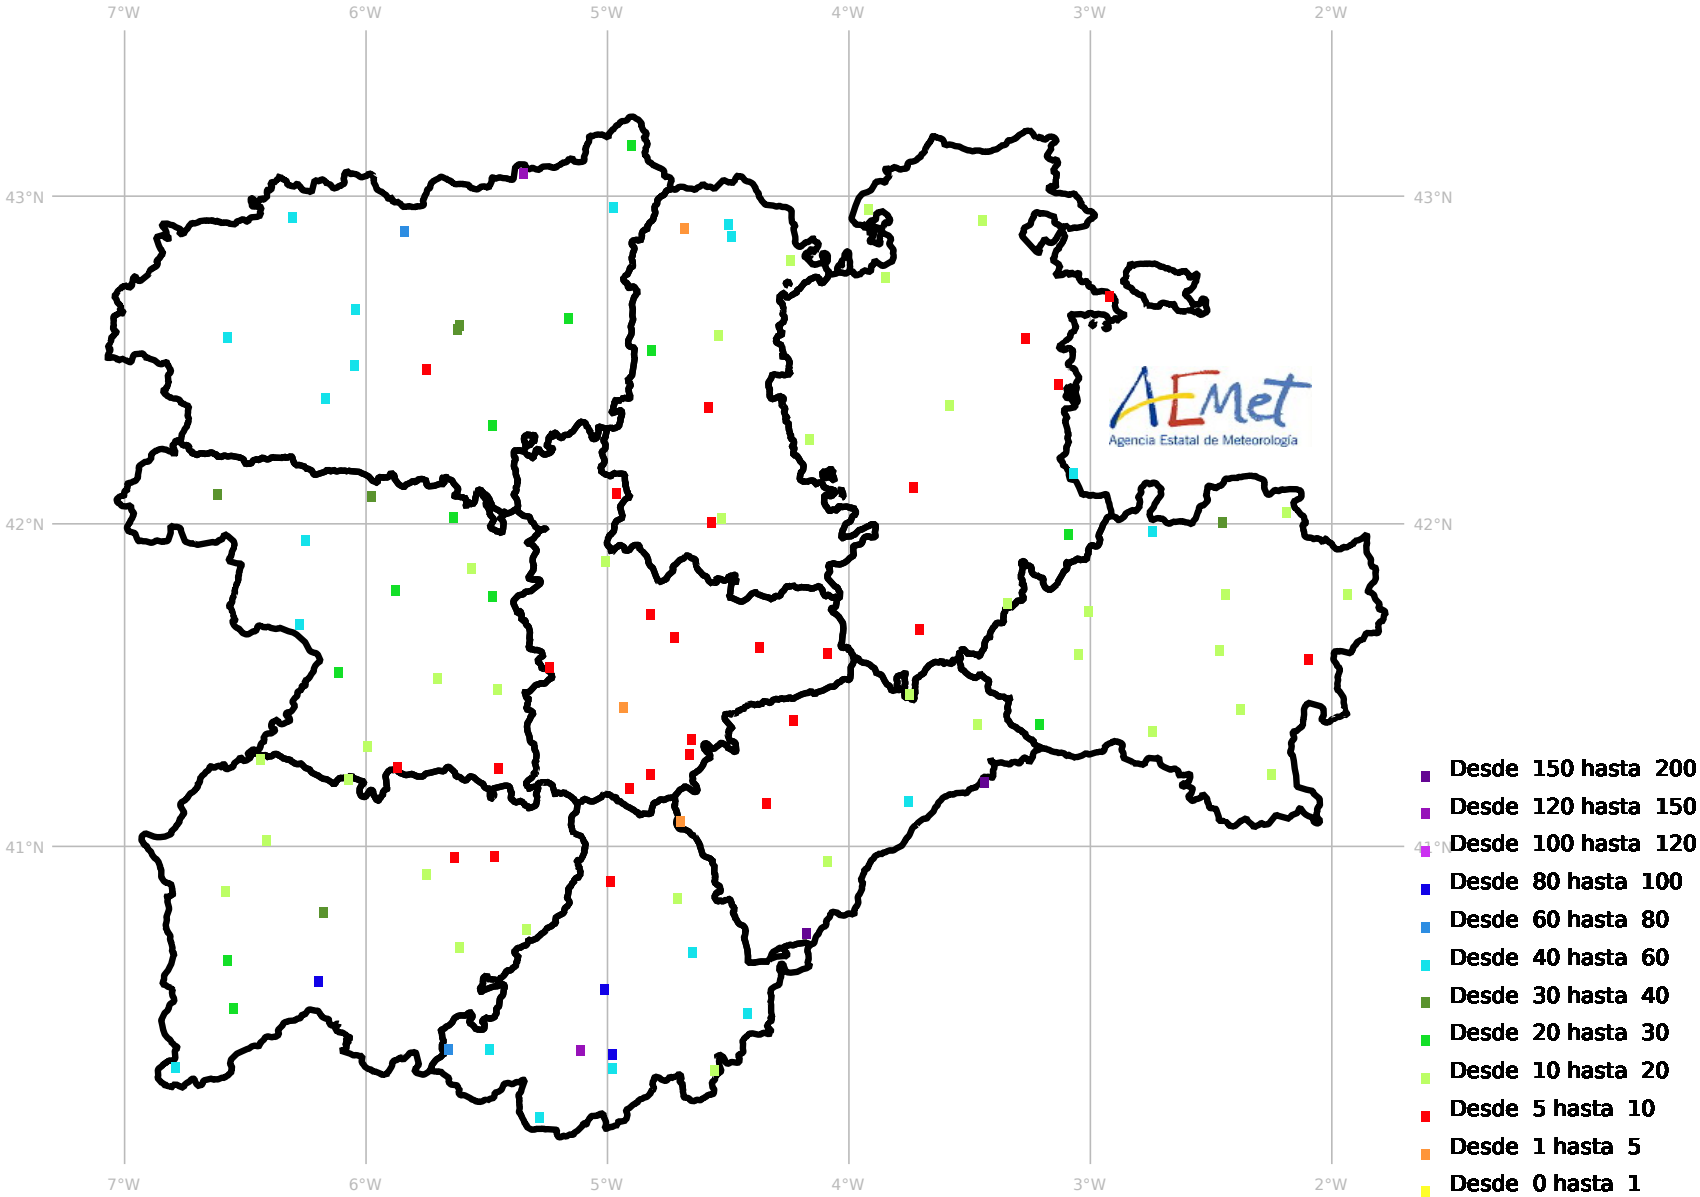 7°W 6°W 5°W 4°W 3°W 2°W
43°N 43°N
AEMet
Agencia Estatal de Meteorología
42°N 42°N
Desde 150 hasta 200
Desde 120 hasta 150
41°N 41°N
Desde 100 hasta 120
Desde 80 hasta 100
Desde 60 hasta 80
Desde 40 hasta 60
Desde 30 hasta 40
Desde 20 hasta 30
Desde 10 hasta 20
Desde 5 hasta 10
Desde 1 hasta 5
Desde 0 hasta 1
7°W 6°W 5°W 4°W 3°W 2°W